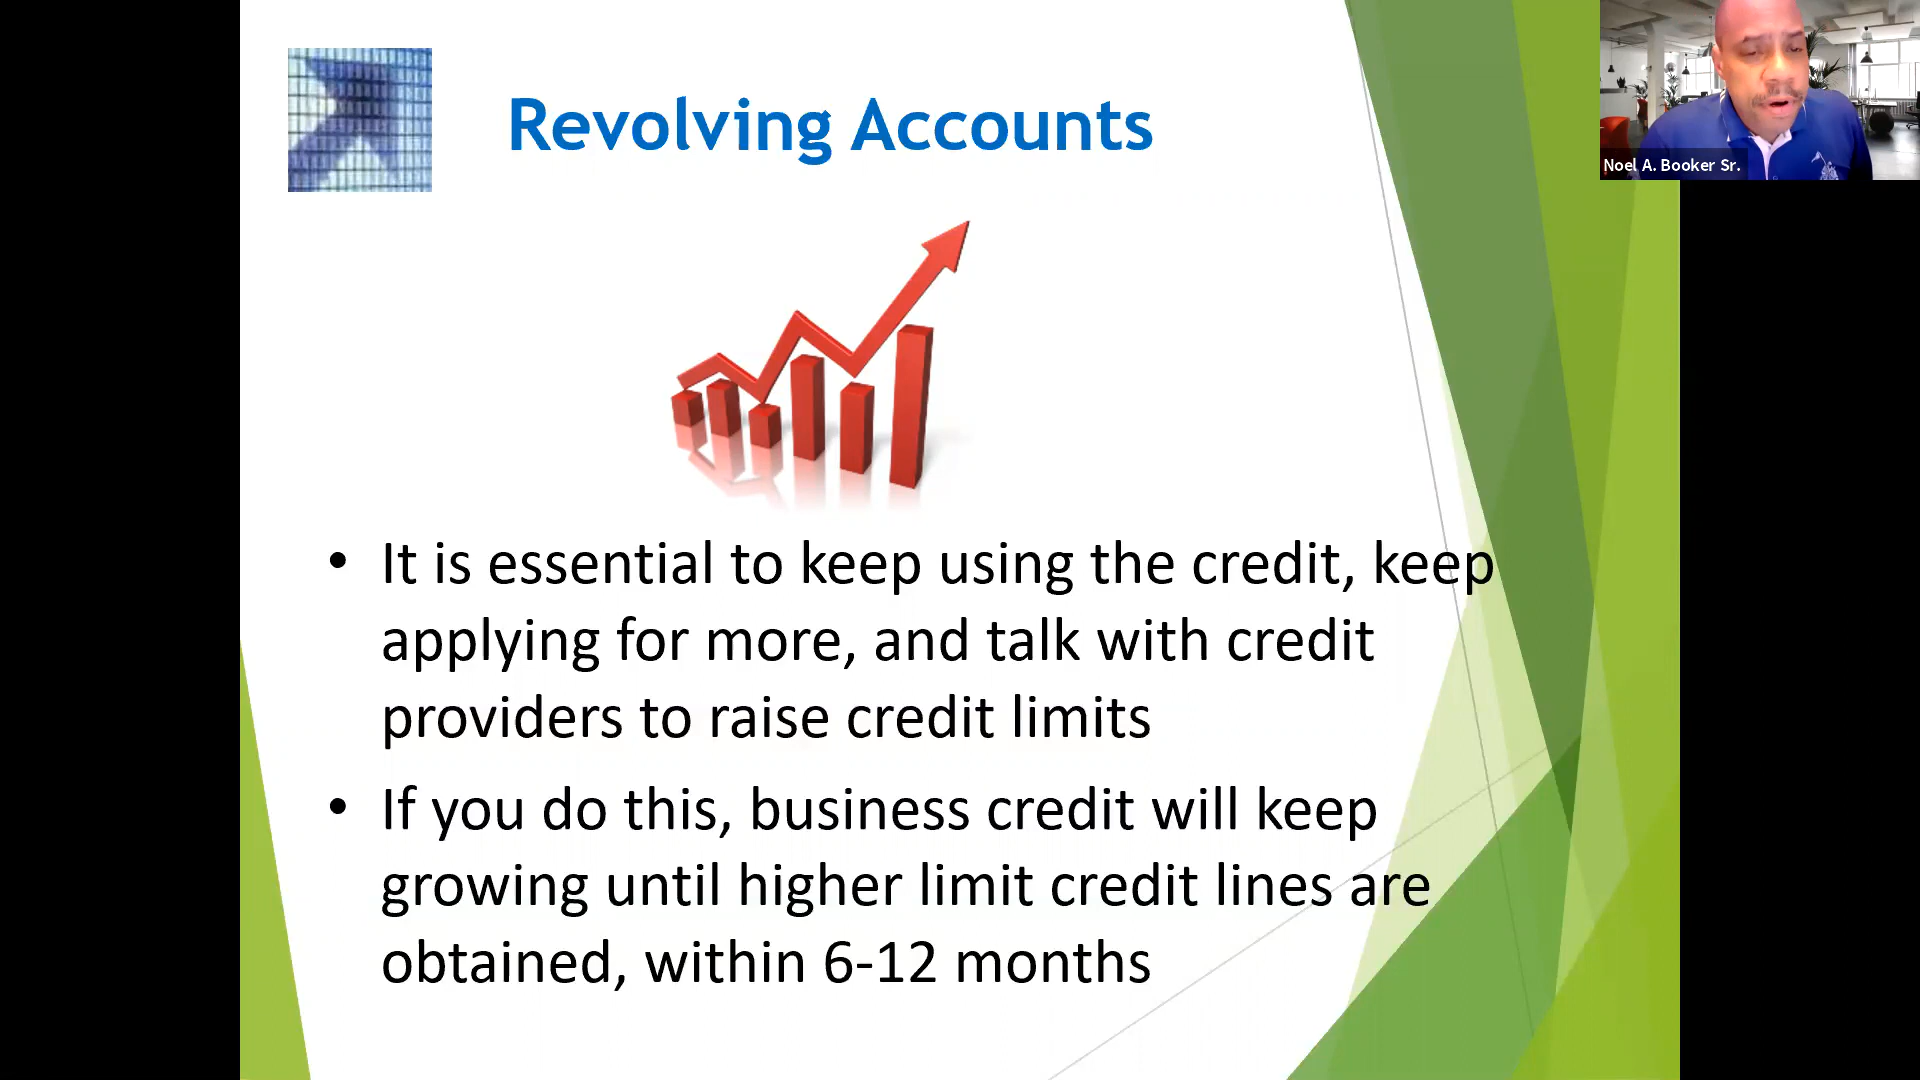 Revolving Accounts
Noel A. Booker Sr.
• It is essential to keep using the credit, keep
applying for more, and talk with credit
providers to raise credit limits
• If you do this, business credit will keep
growing until higher limit credit lines are
obtained, within 6-12 months